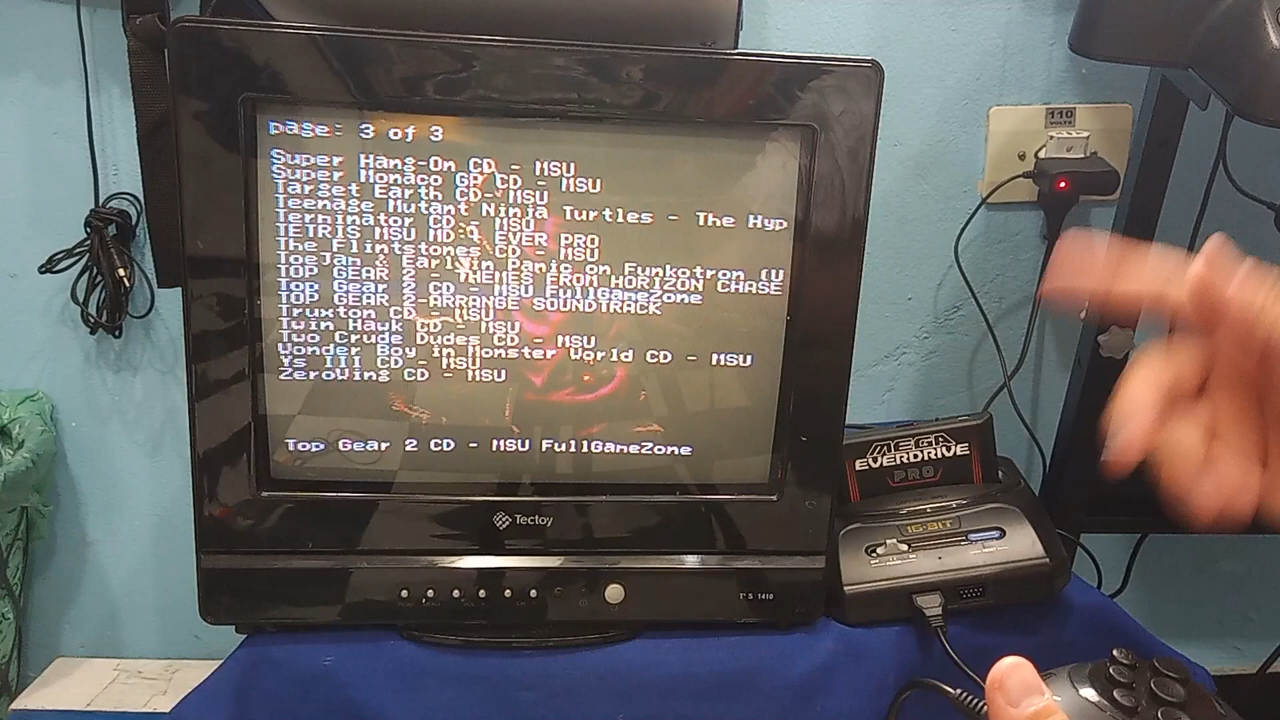 page: 3 of 3
Super Hang-On CD - MSU
Super Monaco GP CD - MSU
Target Earth CD- MSU
Teenage Mutant Ninja Turtles - The Hyp
Terminator CD - MSU
TETRIS MSU MD-1 EVER PRO
The Flintstones CD - MSU
ToeJam & Earl in Panic on Funkotron (U
TOP GEAR 2 - THEMES FROM HORIZON CHASE
Top Gear 2 CD - MSU FullGameZone
TOP GEAR 2-ARRANGE SOUNDTRACK
Truxton CD - MSU
Twin Hawk CD - MSU
Two Crude Dudes CD - MSU
Wonder Boy in Monster World CD - MSU
Ys III CD - MSU
ZeroWing CD - MSU
Top Gear 2 CD - MSU FullGameZone
Tectoy
110
VOLTS
MEGA
EVERDRIVE
PRO
16-BIT